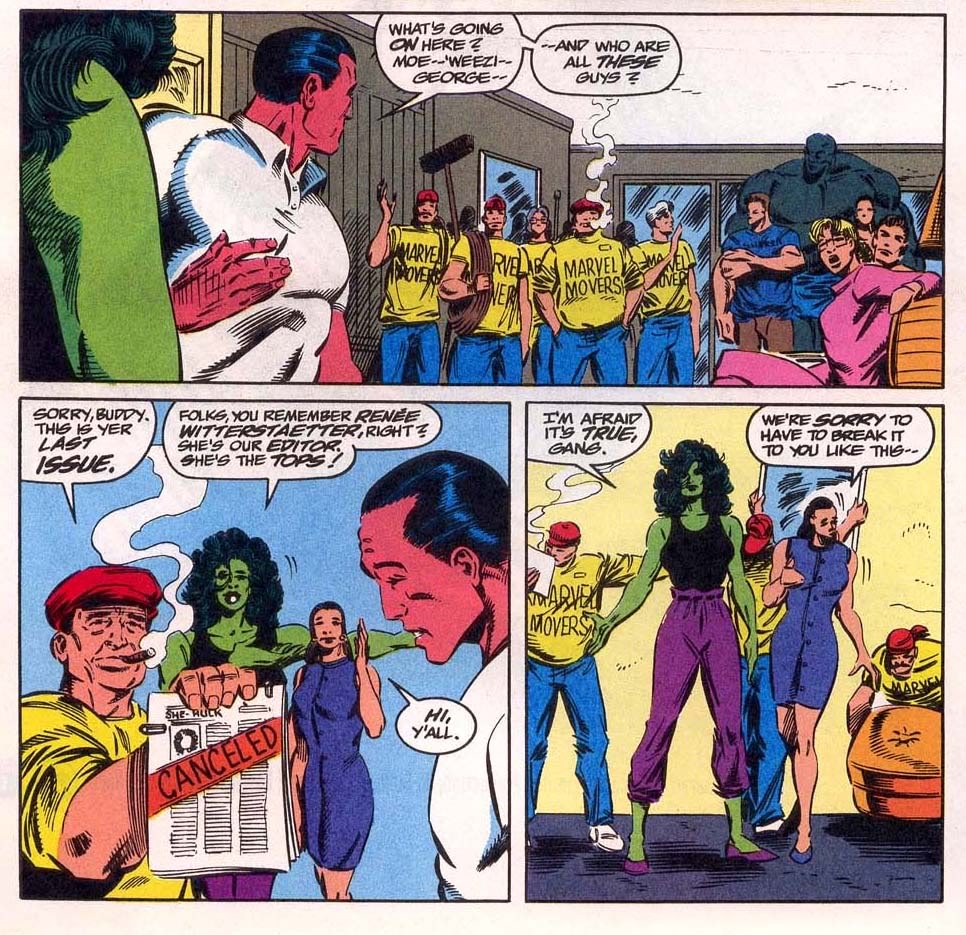 WHAT'S GOING
ON HERE?
MOE--'WEEZI--
GEORGE--
--AND WHO ARE
ALL THESE
GUYS?
MARVEL
MOVERS
MARVEL
MOVERS
SORRY, BUDDY.
THIS IS YER
LAST
ISSUE.
FOLKS, YOU REMEMBER RENÉE
WITTERSTAETTER, RIGHT?
SHE'S OUR EDITOR.
SHE'S THE TOPS!
SHE-HULK
CANCELED
HI,
Y'ALL.
I'M AFRAID
IT'S TRUE,
GANG.
WE'RE SORRY TO
HAVE TO BREAK IT
TO YOU LIKE THIS--
MARVEL
MOVERS
MARVEL